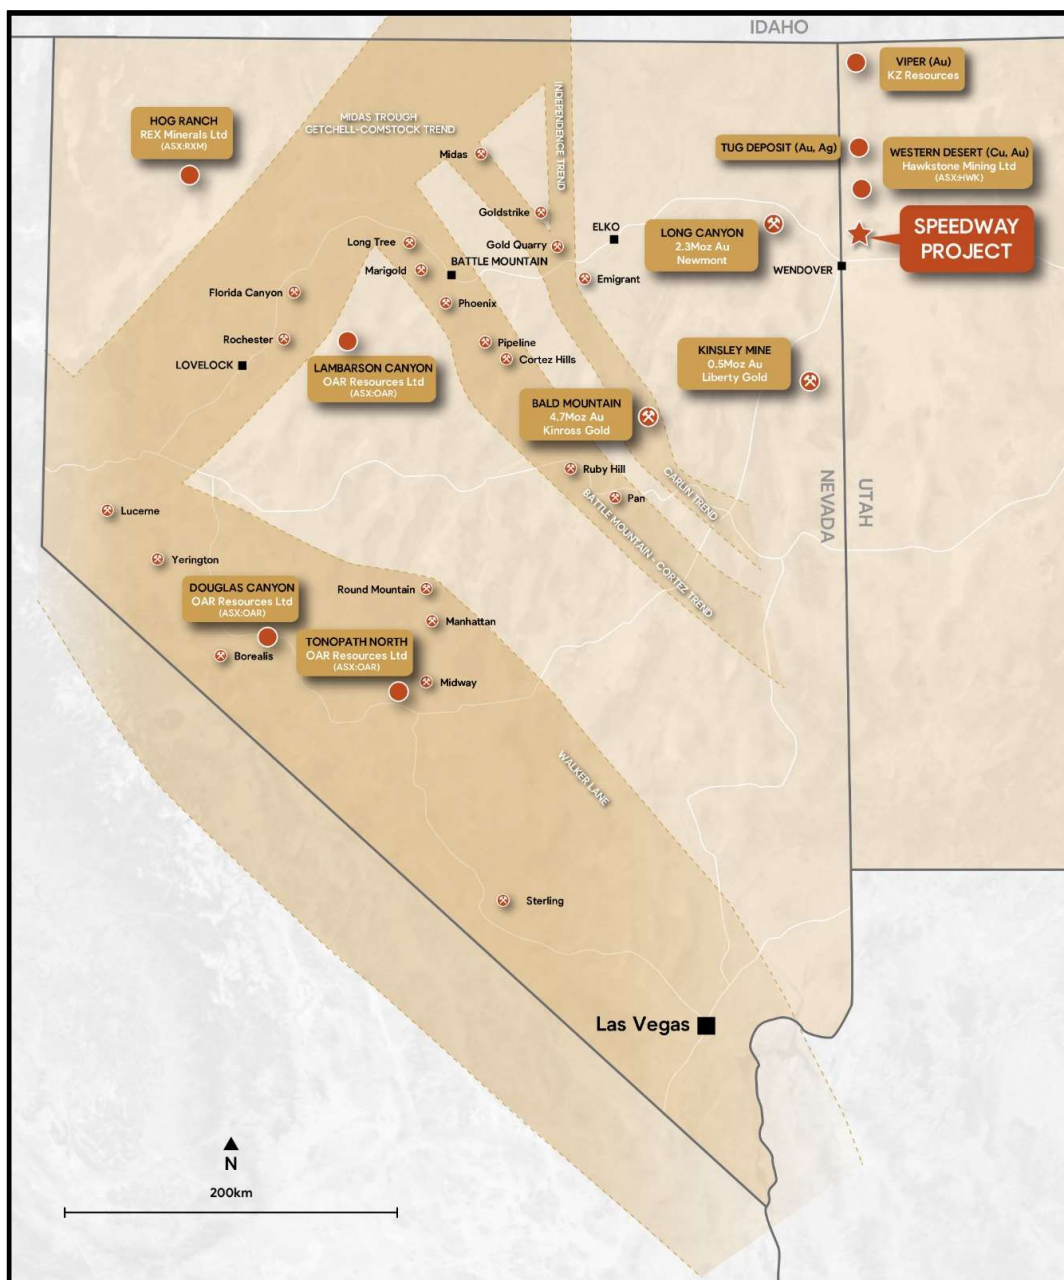 IDAHO
VIPER (Au)
KZ Resources
HOG RANCH
REX Minerals Ltd
(ASX:RXM)
MIDAS TROUGH
GETCHELL-COMSTOCK TREND
INDEPENDENCE TREND
Midas
TUG DEPOSIT (Au, Ag)
WESTERN DESERT (Cu, Au)
Hawkstone Mining Ltd
(ASX:HWK)
Goldstrike
SPEEDWAY
PROJECT
ELKO
LONG CANYON
2.3Moz Au
Newmont
Long Tree
Gold Quarry
BATTLE MOUNTAIN
Marigold
WENDOVER
Emigrant
Florida Canyon
Phoenix
Rochester
Pipeline
Cortez Hills
LOVELOCK
LAMBARSON CANYON
OAR Resources Ltd
(ASX:OAR)
KINSLEY MINE
0.5Moz Au
Liberty Gold
BALD MOUNTAIN
4.7Moz Au
Kinross Gold
Ruby Hill
Pan
CARLIN TREND
BATTLE MOUNTAIN - CORTEZ TREND
NEVADA
UTAH
Lucerne
Yerington
DOUGLAS CANYON
OAR Resources Ltd
(ASX:OAR)
Round Mountain
Manhattan
TONOPATH NORTH
OAR Resources Ltd
(ASX:OAR)
Borealis
Midway
WALKER LANE
Sterling
Las Vegas
N
200km